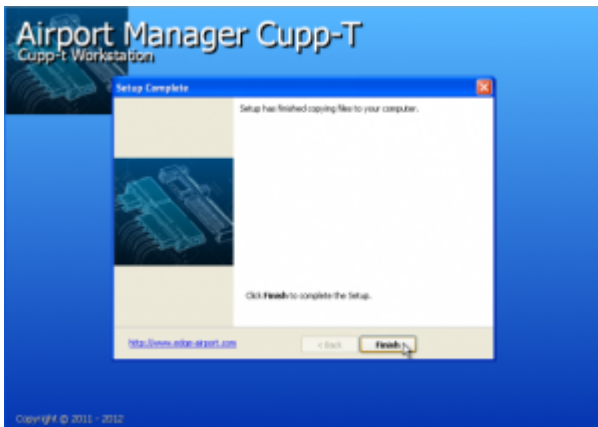 Airport Manager Cupp-T
Cupp-t Workstation
Setup Complete
Setup has finished copying files to your computer.
Click Finish to complete the Setup.
http://www.edge-airport.com
< Back
Finish
Copyright @ 2011 - 2012